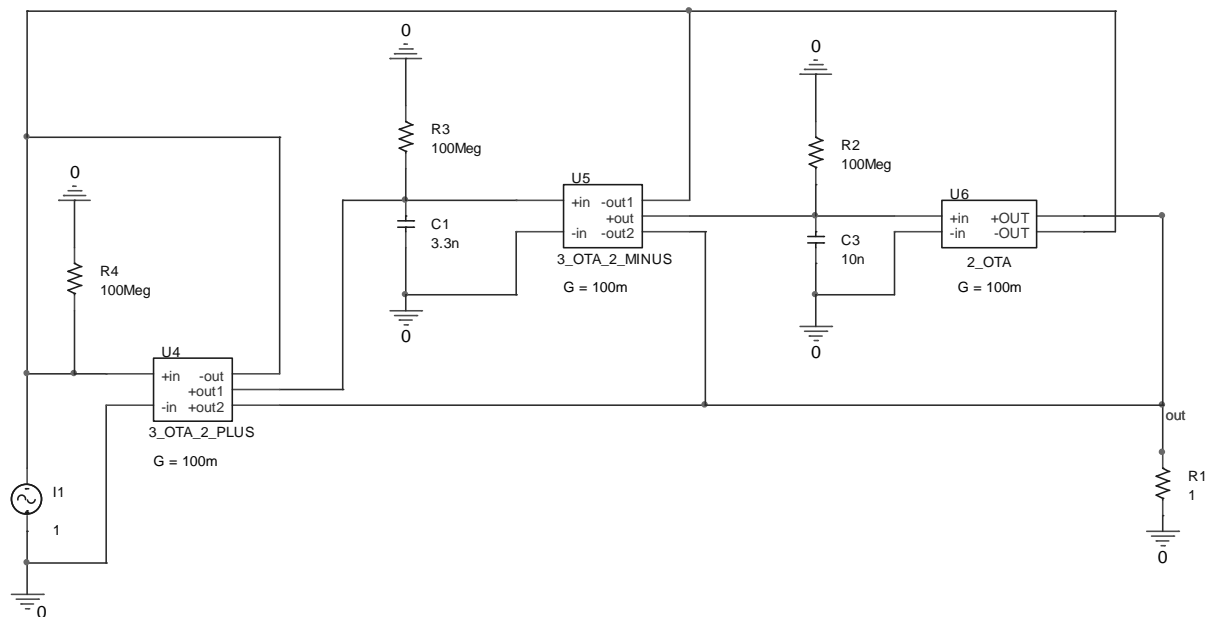 0
0
R3
100Meg
R2
100Meg
0
U5
+in
-out1
+out
-in
-out2
3_OTA_2_MINUS
G = 100m
U6
+in
+OUT
-in
-OUT
2_OTA
G = 100m
C1
3.3n
C3
10n
R4
100Meg
0
0
U4
+in
-out
+out1
-in
+out2
3_OTA_2_PLUS
G = 100m
out
I1
1
R1
1
0
0